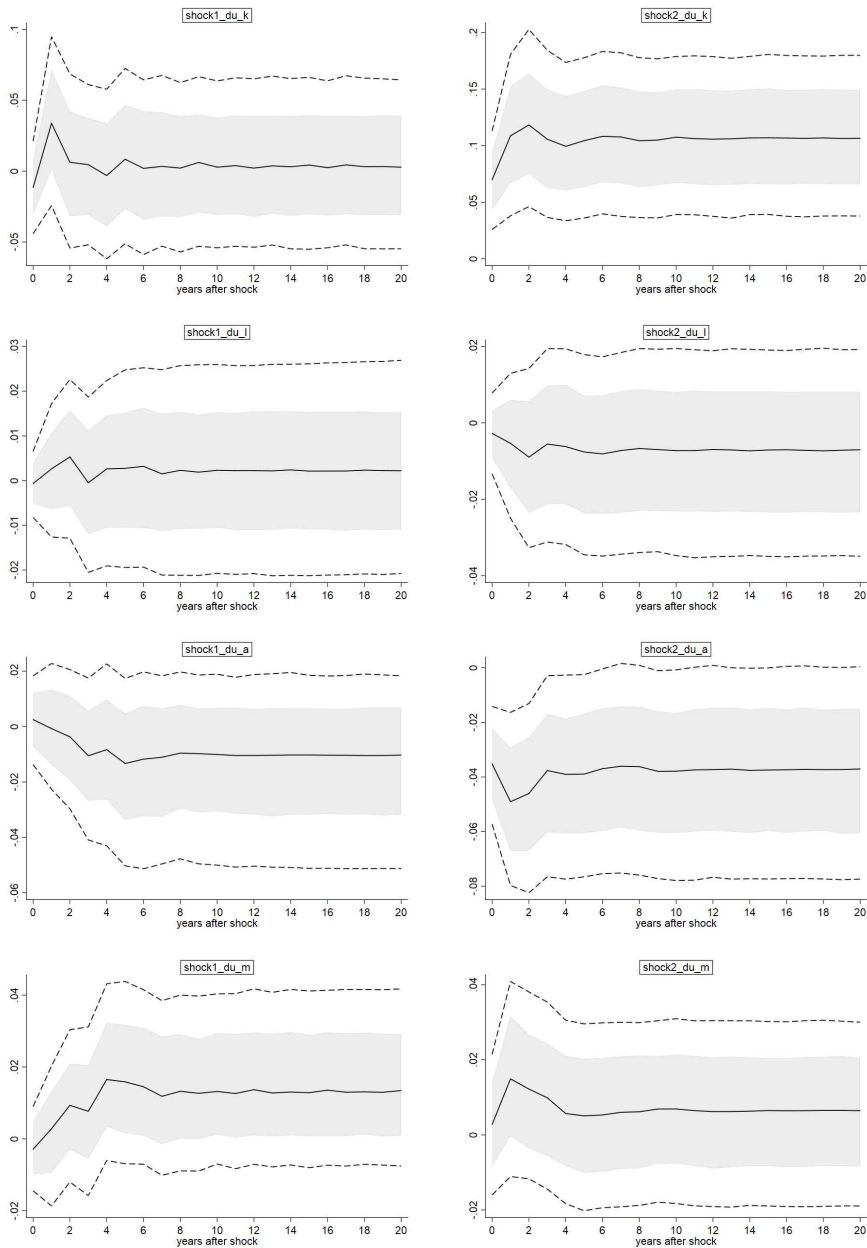 shock1_du_k
.1
.05
0
-.05
0 2 4 6 8 10 12 14 16 18 20
years after shock
shock2_du_k
.2
.15
.1
.05
0
0 2 4 6 8 10 12 14 16 18 20
years after shock
shock1_du_l
.03
.02
.01
0
-.01
-.02
0 2 4 6 8 10 12 14 16 18 20
years after shock
shock2_du_l
.02
0
-.02
-.04
0 2 4 6 8 10 12 14 16 18 20
years after shock
shock1_du_a
.02
0
-.02
-.04
-.06
0 2 4 6 8 10 12 14 16 18 20
years after shock
shock2_du_a
0
-.02
-.04
-.06
-.08
0 2 4 6 8 10 12 14 16 18 20
years after shock
shock1_du_m
.04
.02
0
-.02
0 2 4 6 8 10 12 14 16 18 20
years after shock
shock2_du_m
.04
.02
0
-.02
0 2 4 6 8 10 12 14 16 18 20
years after shock